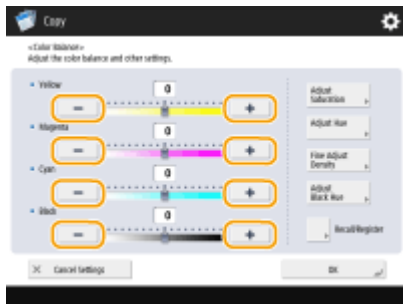 Copy
<Color Balance>
Adjust the color balance and other settings.
Yellow
0
- +
Magenta
0
- +
Cyan
0
- +
Black
0
- +
Adjust
Saturation
Adjust Hue
Fine Adjust
Density
Adjust
Black Hue
Recall/Register
× Cancel Settings
OK